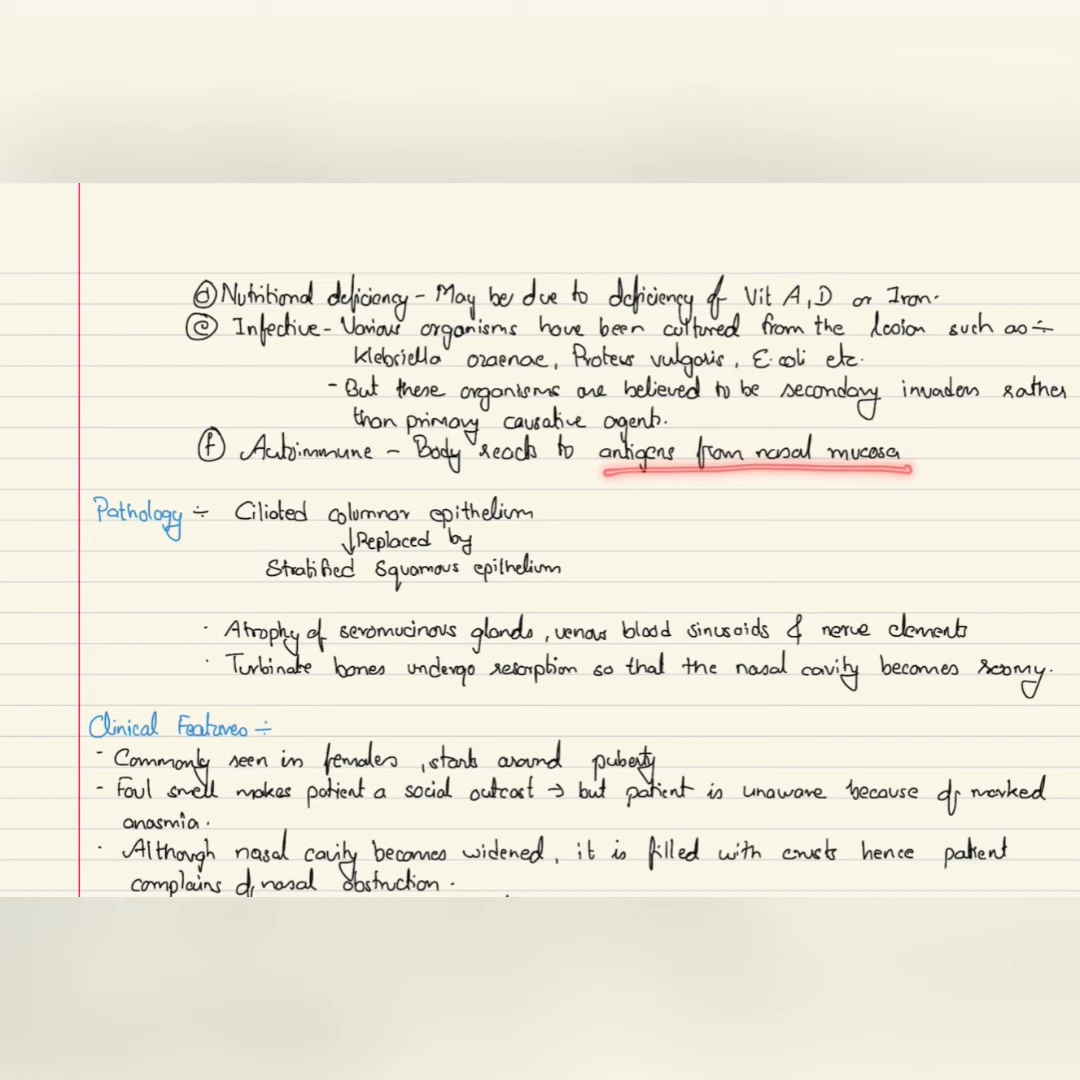 ⓓ Nutritional deficiency - May be due to deficiency of Vit A, D or Iron.
ⓔ Infective - Various organisms have been cultured from the lesion such as ÷
Klebsiella ozaenae, Proteus vulgaris, E. coli etc.
- But these organisms are believed to be secondary invaders rather
than primary causative agents.
ⓕ Autoimmune - Body reacts to antigens from nasal mucosa
Pathology ÷ Ciliated columnar epithelium
↓ Replaced by
Stratified Squamous epithelium
· Atrophy of seromucinous glands, venous blood sinusoids & nerve elements
· Turbinate bones undergo resorption so that the nasal cavity becomes roomy.
Clinical Features ÷
- Commonly seen in females, starts around puberty
- Foul smell makes patient a social outcast → but patient is unaware because of marked
anosmia.
· Although nasal cavity becomes widened, it is filled with crusts hence patient
complains of nasal obstruction.